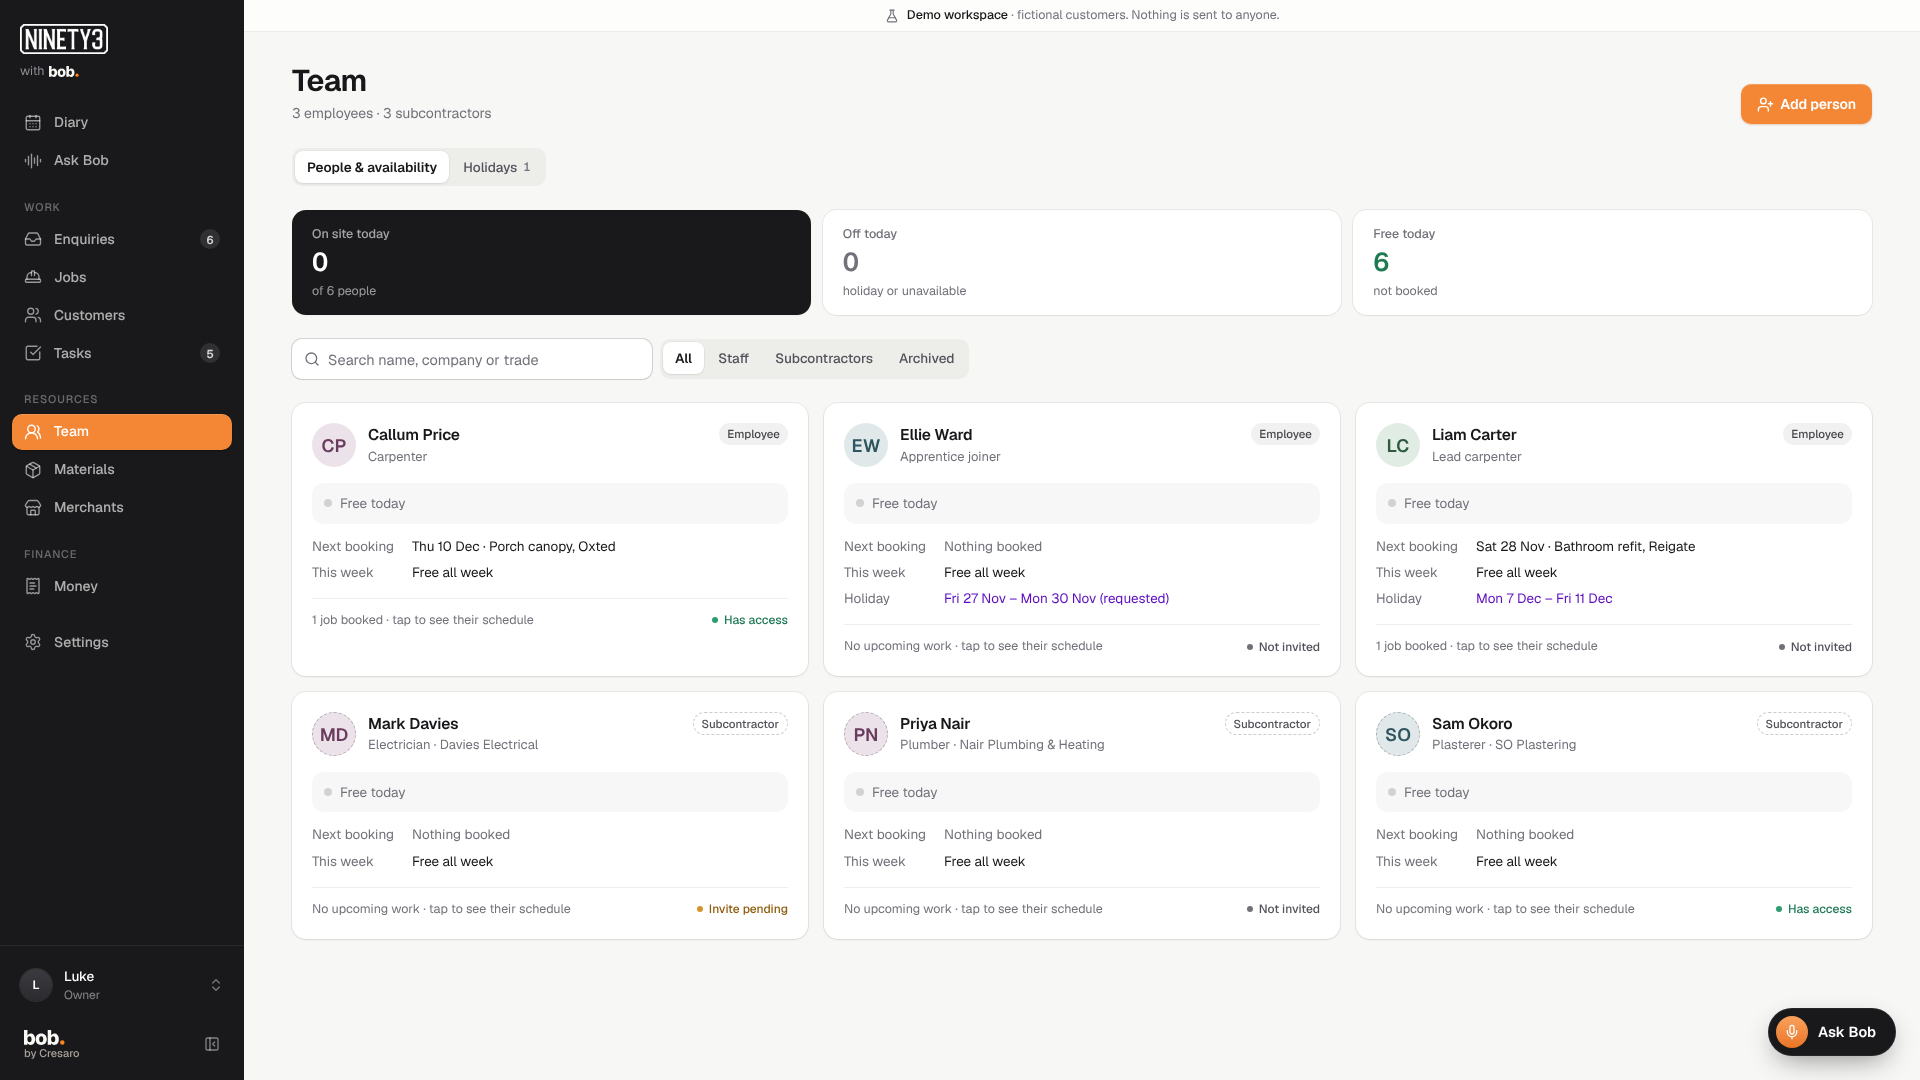 NINETY3
with bob.
Diary
Ask Bob
WORK
Enquiries 6
Jobs
Customers
Tasks 5
RESOURCES
Team
Materials
Merchants
FINANCE
Money
Settings
L
Luke
Owner
bob.
by Cresaro
Demo workspace · fictional customers. Nothing is sent to anyone.
Team
3 employees · 3 subcontractors
Add person
People & availability Holidays 1
On site today
0
of 6 people
Off today
0
holiday or unavailable
Free today
6
not booked
Search name, company or trade
All Staff Subcontractors Archived
CP
Callum Price
Carpenter
Employee
Free today
Next booking Thu 10 Dec · Porch canopy, Oxted
This week Free all week
1 job booked · tap to see their schedule Has access
EW
Ellie Ward
Apprentice joiner
Employee
Free today
Next booking Nothing booked
This week Free all week
Holiday Fri 27 Nov – Mon 30 Nov (requested)
No upcoming work · tap to see their schedule Not invited
LC
Liam Carter
Lead carpenter
Employee
Free today
Next booking Sat 28 Nov · Bathroom refit, Reigate
This week Free all week
Holiday Mon 7 Dec – Fri 11 Dec
1 job booked · tap to see their schedule Not invited
MD
Mark Davies
Electrician · Davies Electrical
Subcontractor
Free today
Next booking Nothing booked
This week Free all week
No upcoming work · tap to see their schedule Invite pending
PN
Priya Nair
Plumber · Nair Plumbing & Heating
Subcontractor
Free today
Next booking Nothing booked
This week Free all week
No upcoming work · tap to see their schedule Not invited
SO
Sam Okoro
Plasterer · SO Plastering
Subcontractor
Free today
Next booking Nothing booked
This week Free all week
No upcoming work · tap to see their schedule Has access
Ask Bob